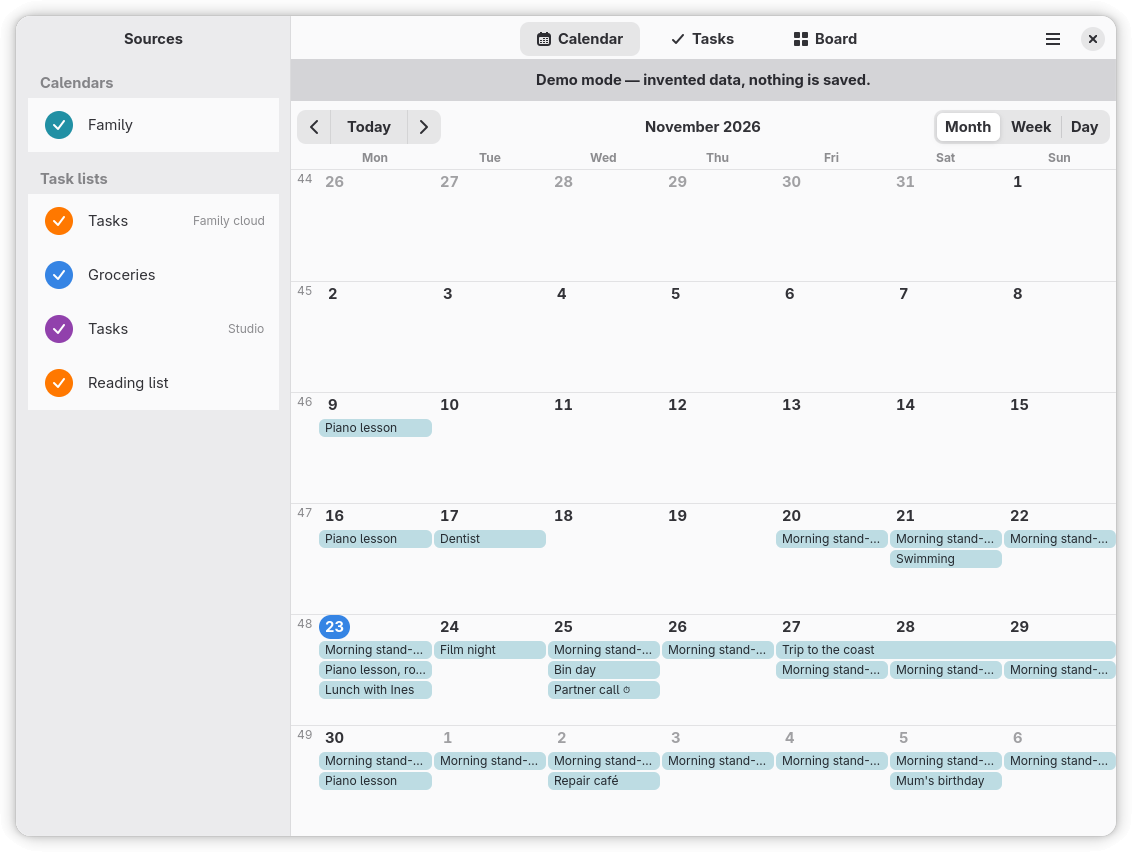 Sources
Calendar Tasks Board
Demo mode — invented data, nothing is saved.
Calendars
Family
Task lists
Tasks Family cloud
Groceries
Tasks Studio
Reading list
Today November 2026 Month Week Day
Mon Tue Wed Thu Fri Sat Sun
44 26 27 28 29 30 31 1
45 2 3 4 5 6 7 8
46 9 10 11 12 13 14 15
Piano lesson
47 16 17 18 19 20 21 22
Piano lesson Dentist Morning stand-... Morning stand-... Morning stand-...
Swimming
48 23 24 25 26 27 28 29
Morning stand-... Film night Morning stand-... Morning stand-... Trip to the coast
Piano lesson, ro... Bin day Morning stand-... Morning stand-... Morning stand-...
Lunch with Ines Partner call
49 30 1 2 3 4 5 6
Morning stand-... Morning stand-... Morning stand-... Morning stand-... Morning stand-... Morning stand-... Morning stand-...
Piano lesson Repair café Mum's birthday